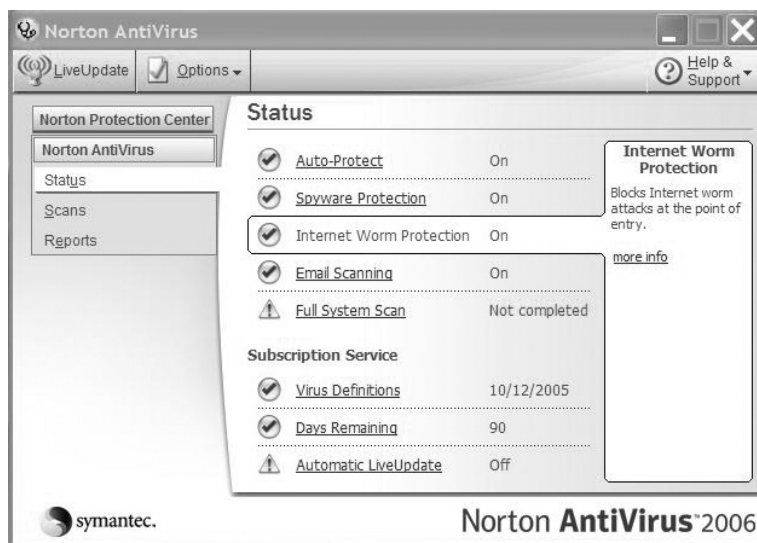 Norton AntiVirus
LiveUpdate
Options
Help & Support
Norton Protection Center
Norton AntiVirus
Status
Scans
Reports
Status
Auto-Protect On
Spyware Protection On
Internet Worm Protection On
Email Scanning On
Full System Scan Not completed
Subscription Service
Virus Definitions 10/12/2005
Days Remaining 90
Automatic LiveUpdate Off
Internet Worm
Protection
Blocks Internet worm
attacks at the point of
entry.
more info
symantec.
Norton AntiVirus™ 2006